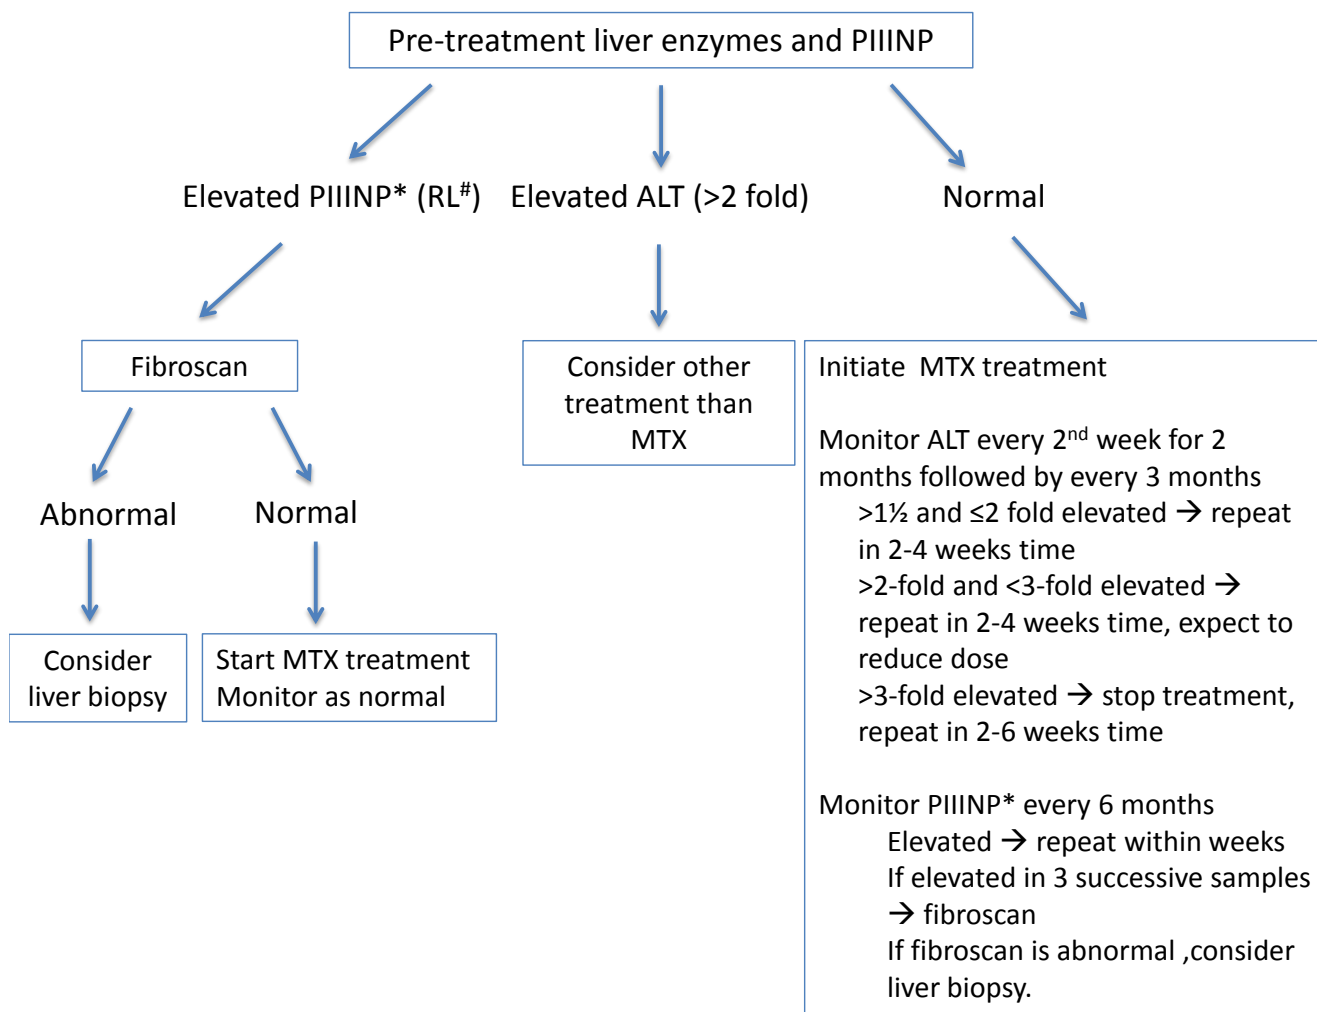 Pre-treatment liver enzymes and PIIINP
Elevated PIIINP* (RL#)
Elevated ALT (>2 fold)
Normal
Fibroscan
Abnormal
Normal
Consider
liver biopsy
Start MTX treatment
Monitor as normal
Consider other
treatment than
MTX
Initiate MTX treatment
Monitor ALT every 2nd week for 2
months followed by every 3 months
>1½ and ≤2 fold elevated → repeat
in 2-4 weeks time
>2-fold and <3-fold elevated →
repeat in 2-4 weeks time, expect to
reduce dose
>3-fold elevated → stop treatment,
repeat in 2-6 weeks time
Monitor PIIINP* every 6 months
Elevated → repeat within weeks
If elevated in 3 successive samples
→ fibroscan
If fibroscan is abnormal ,consider
liver biopsy.